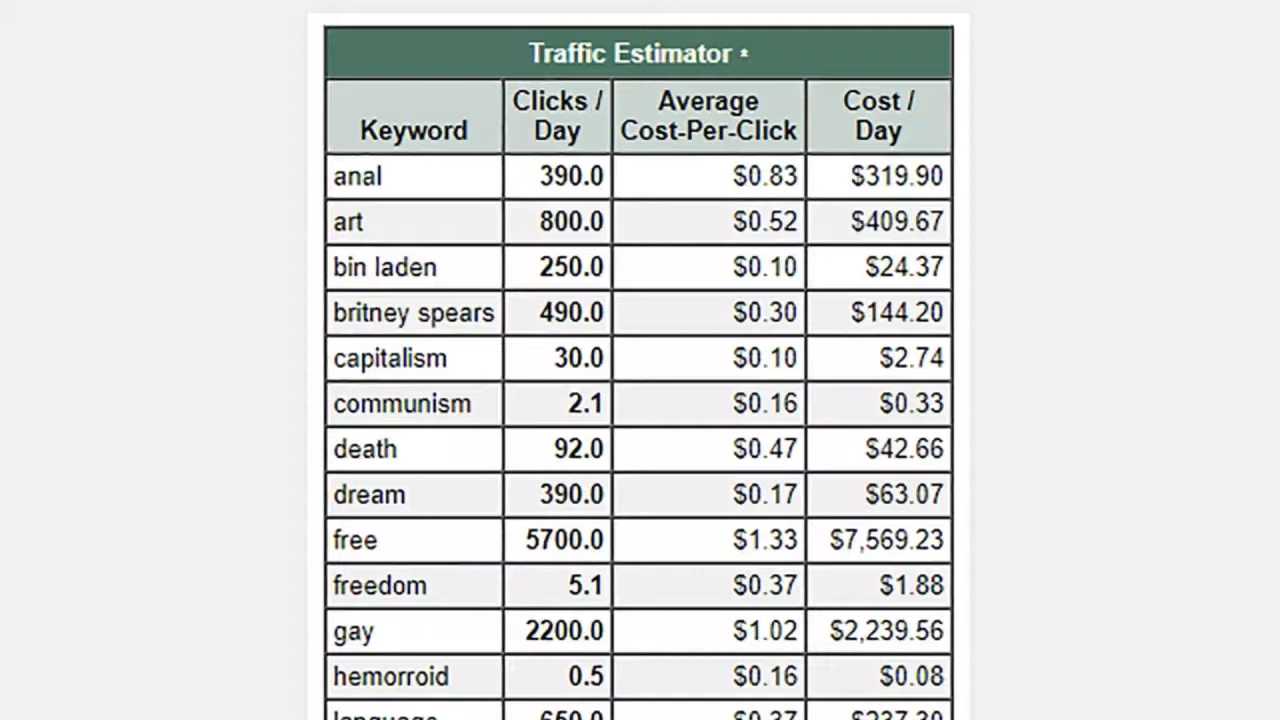 Traffic Estimator *
Keyword Clicks / Day Average Cost-Per-Click Cost / Day
anal 390.0 $0.83 $319.90
art 800.0 $0.52 $409.67
bin laden 250.0 $0.10 $24.37
britney spears 490.0 $0.30 $144.20
capitalism 30.0 $0.10 $2.74
communism 2.1 $0.16 $0.33
death 92.0 $0.47 $42.66
dream 390.0 $0.17 $63.07
free 5700.0 $1.33 $7,569.23
freedom 5.1 $0.37 $1.88
gay 2200.0 $1.02 $2,239.56
hemorroid 0.5 $0.16 $0.08
language 650.0 $0.37